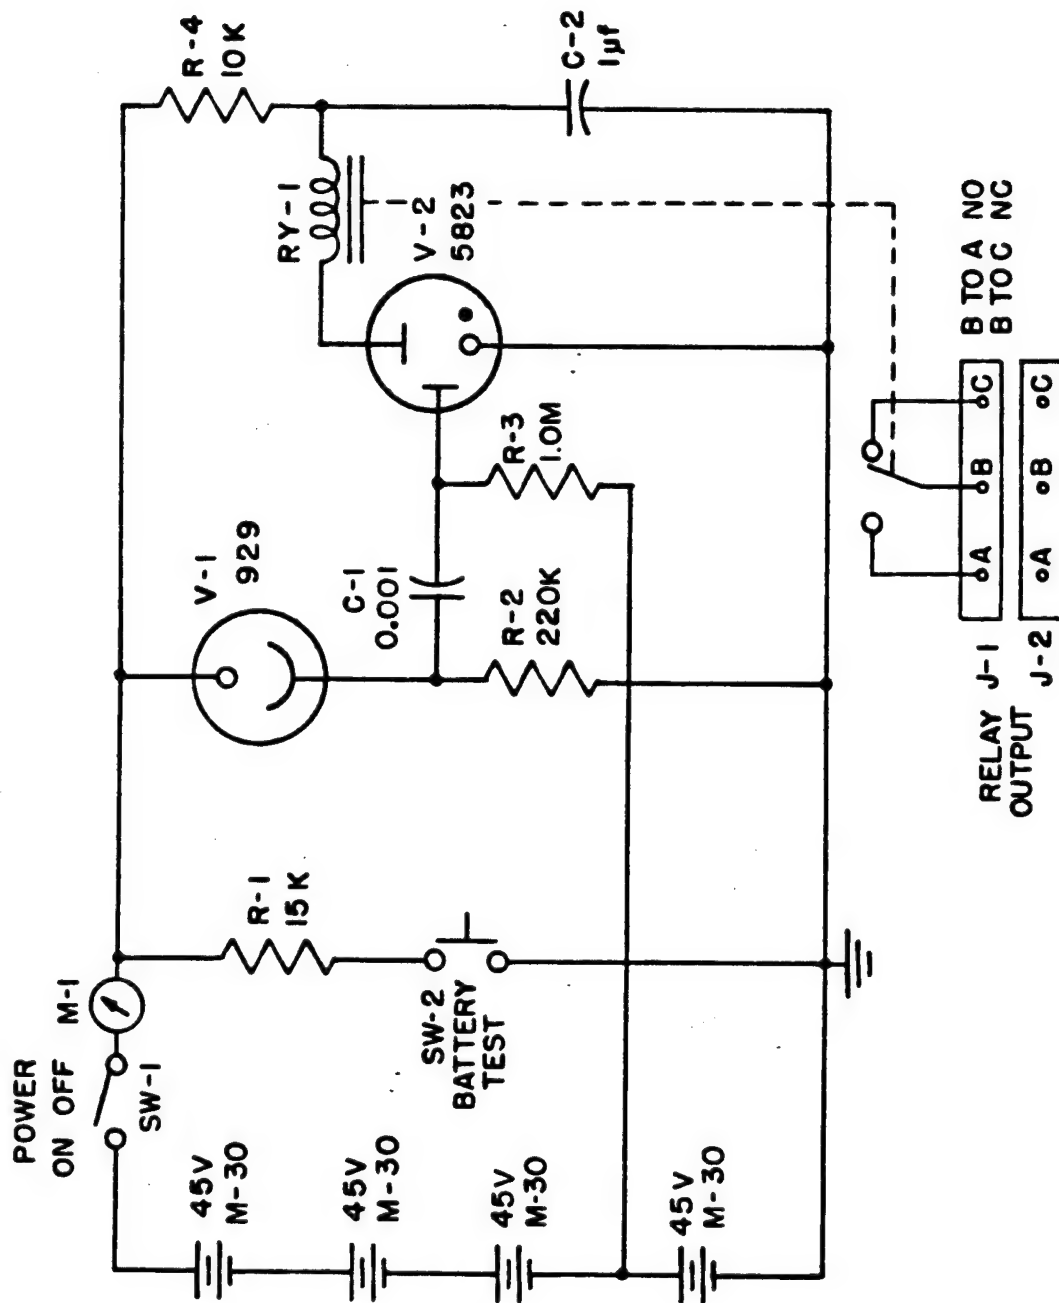 POWER
ON OFF
M-1
SW-1
45V
M-30
45V
M-30
45V
M-30
45V
M-30
R-1
15K
SW-2
BATTERY
TEST
V-1
929
C-1
0.001
R-2
220K
R-3
1.0M
RY-1
V-2
5823
R-4
10K
C-2
1μf
RELAY
OUTPUT
J-1
A
B
C
J-2
A
B
C
B TO A NO
B TO C NC